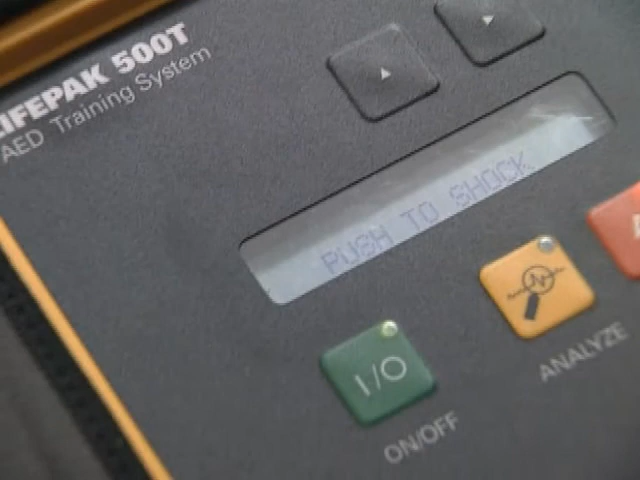 LIFEPAK 500T
AED Training System
PUSH TO SHOCK
I/O
ON/OFF
ANALYZE